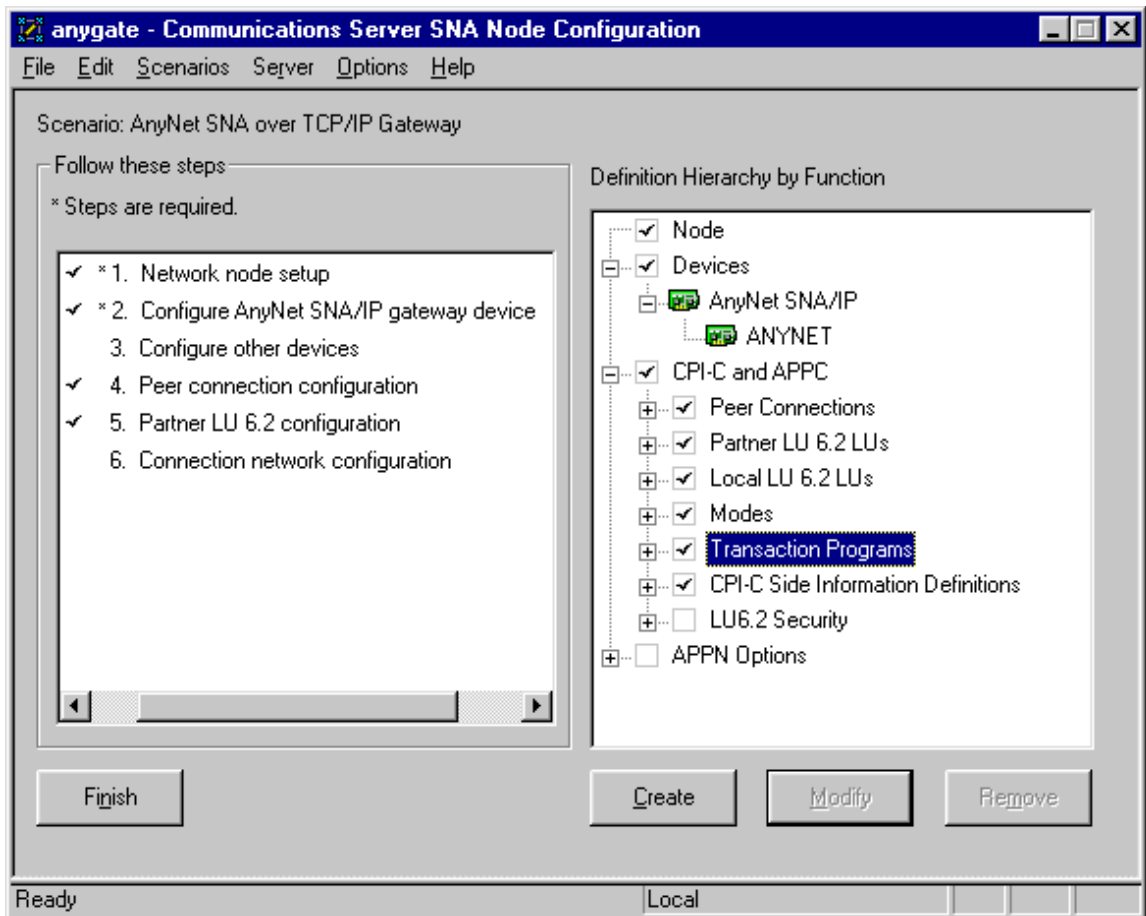 anygate - Communications Server SNA Node Configuration
File Edit Scenarios Server Options Help
Scenario: AnyNet SNA over TCP/IP Gateway
Follow these steps
* Steps are required.
* 1. Network node setup
* 2. Configure AnyNet SNA/IP gateway device
3. Configure other devices
4. Peer connection configuration
5. Partner LU 6.2 configuration
6. Connection network configuration
Finish
Definition Hierarchy by Function
Node
Devices
AnyNet SNA/IP
ANYNET
CPI-C and APPC
Peer Connections
Partner LU 6.2 LUs
Local LU 6.2 LUs
Modes
Transaction Programs
CPI-C Side Information Definitions
LU6.2 Security
APPN Options
Create Modify Remove
Ready Local